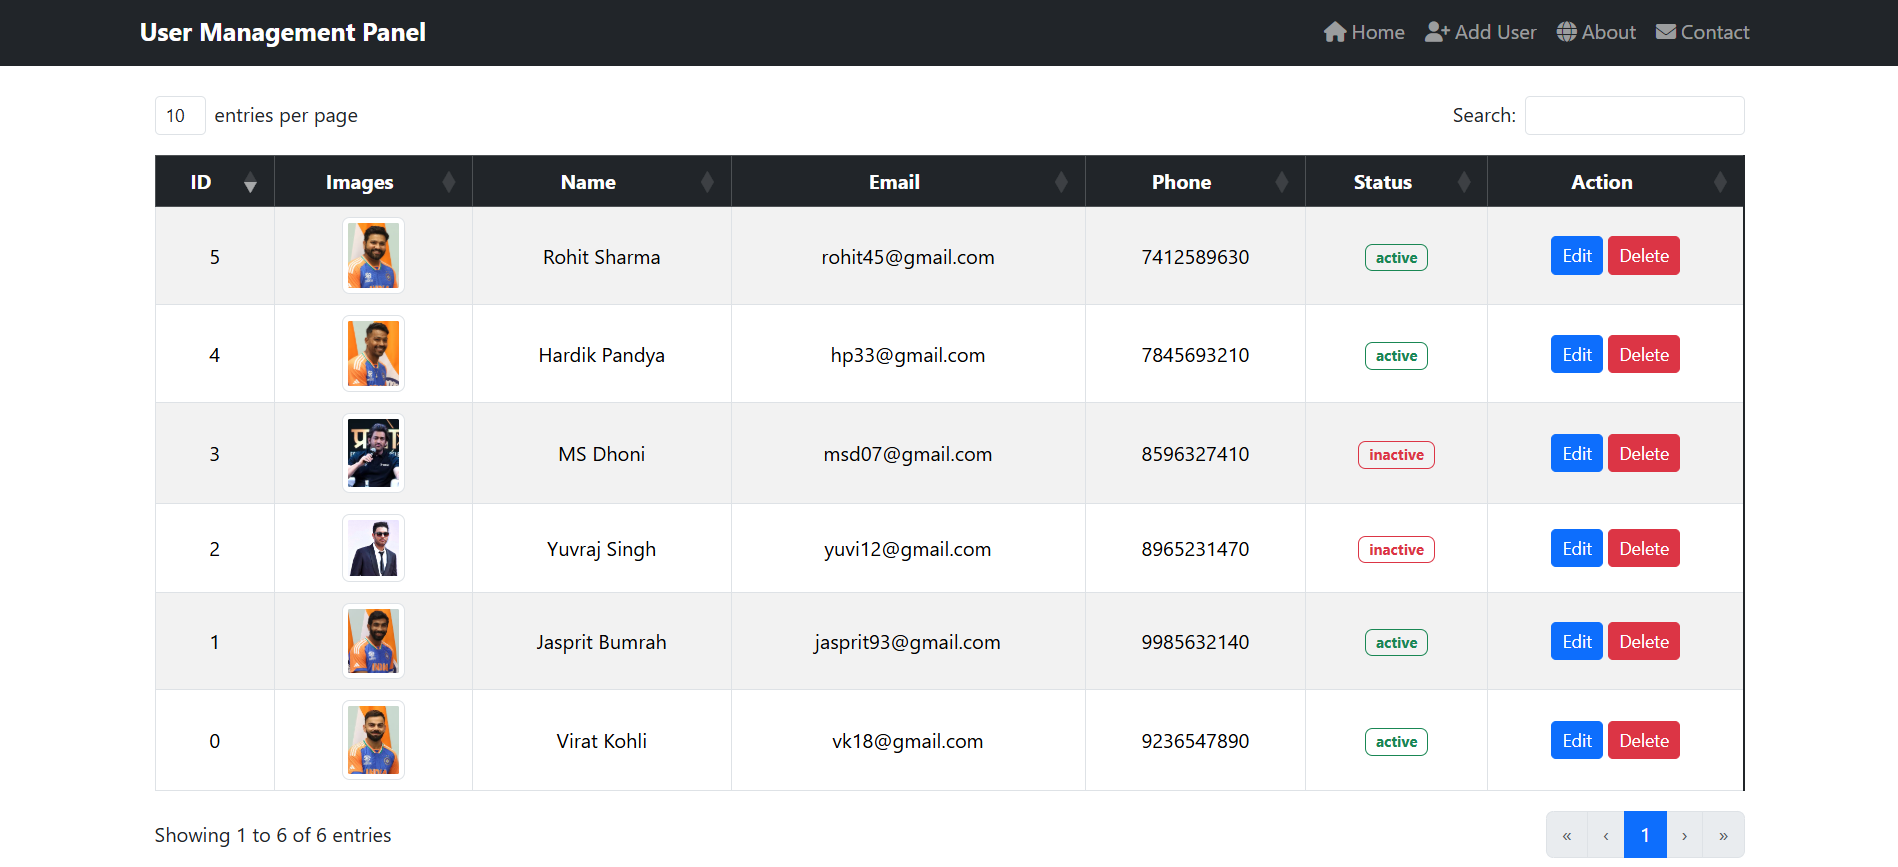 User Management Panel Home Add User About Contact
10 entries per page Search:
ID Images Name Email Phone Status Action
5 Rohit Sharma rohit45@gmail.com 7412589630 active Edit Delete
4 Hardik Pandya hp33@gmail.com 7845693210 active Edit Delete
3 MS Dhoni msd07@gmail.com 8596327410 inactive Edit Delete
2 Yuvraj Singh yuvi12@gmail.com 8965231470 inactive Edit Delete
1 Jasprit Bumrah jasprit93@gmail.com 9985632140 active Edit Delete
0 Virat Kohli vk18@gmail.com 9236547890 active Edit Delete
Showing 1 to 6 of 6 entries « ‹ 1 › »